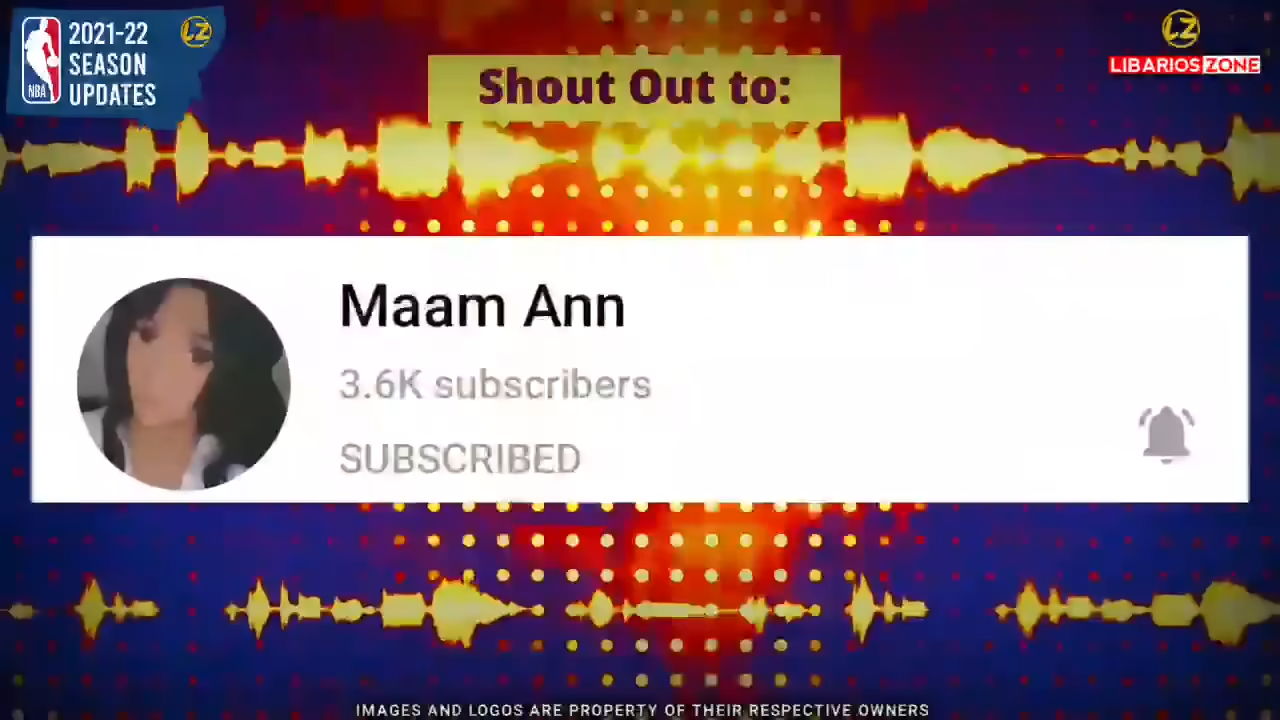 2021-22
SEASON
UPDATES
NBA
LZ
LZ
LIBARIOS ZONE
Shout Out to:
Maam Ann
3.6K subscribers
SUBSCRIBED
IMAGES AND LOGOS ARE PROPERTY OF THEIR RESPECTIVE OWNERS